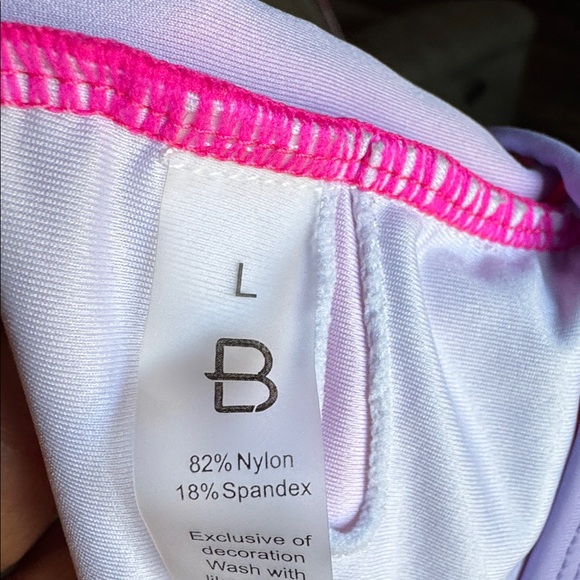 L
B
82% Nylon
18% Spandex
Exclusive of
decoration
Wash with